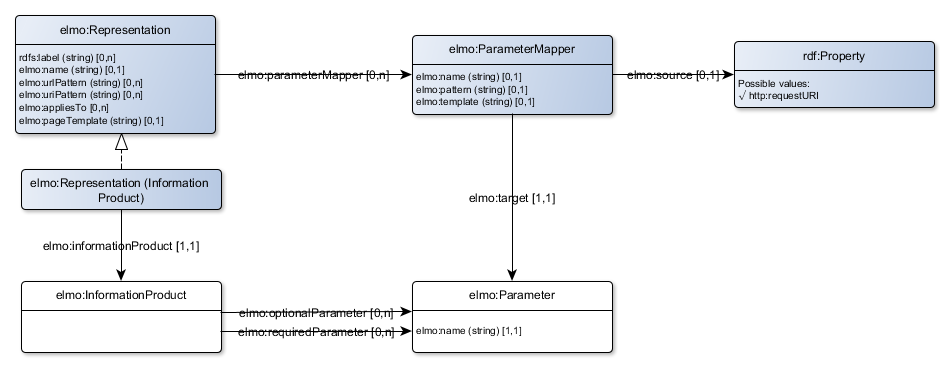 elmo:Representation
rdfs:label (string) [0,n]
elmo:name (string) [0,1]
elmo:urlPattern (string) [0,n]
elmo:uriPattern (string) [0,n]
elmo:appliesTo [0,n]
elmo:pageTemplate (string) [0,1]
elmo:parameterMapper [0,n]
elmo:ParameterMapper
elmo:name (string) [0,1]
elmo:pattern (string) [0,1]
elmo:template (string) [0,1]
elmo:source [0,1]
rdf:Property
Possible values:
√ http:requestURI
elmo:Representation (Information
Product)
elmo:target [1,1]
elmo:informationProduct [1,1]
elmo:InformationProduct
elmo:optionalParameter [0,n]
elmo:requiredParameter [0,n]
elmo:Parameter
elmo:name (string) [1,1]